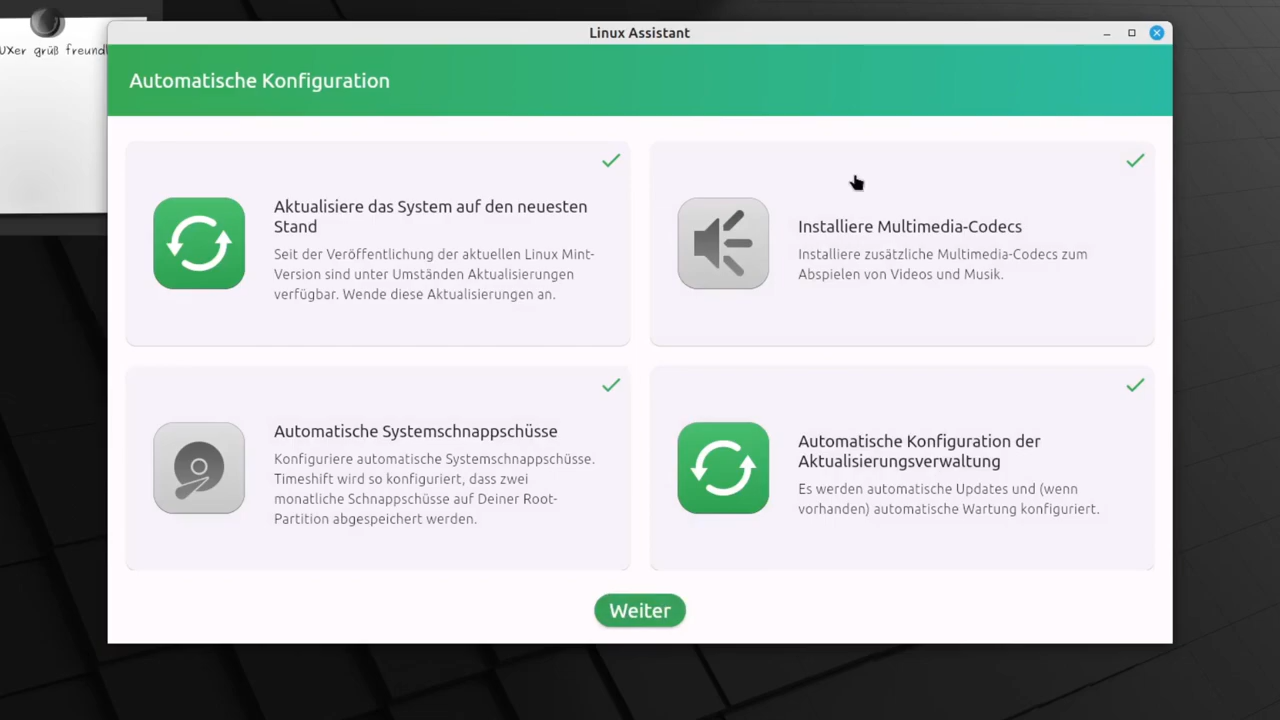 Linux Assistant
UXer grüß freundl
Automatische Konfiguration
Aktualisiere das System auf den neuesten
Stand
Seit der Veröffentlichung der aktuellen Linux Mint-
Version sind unter Umständen Aktualisierungen
verfügbar. Wende diese Aktualisierungen an.
Installiere Multimedia-Codecs
Installiere zusätzliche Multimedia-Codecs zum
Abspielen von Videos und Musik.
Automatische Systemschnappschüsse
Konfiguriere automatische Systemschnappschüsse.
Timeshift wird so konfiguriert, dass zwei
monatliche Schnappschüsse auf Deiner Root-
Partition abgespeichert werden.
Automatische Konfiguration der
Aktualisierungsverwaltung
Es werden automatische Updates und (wenn
vorhanden) automatische Wartung konfiguriert.
Weiter